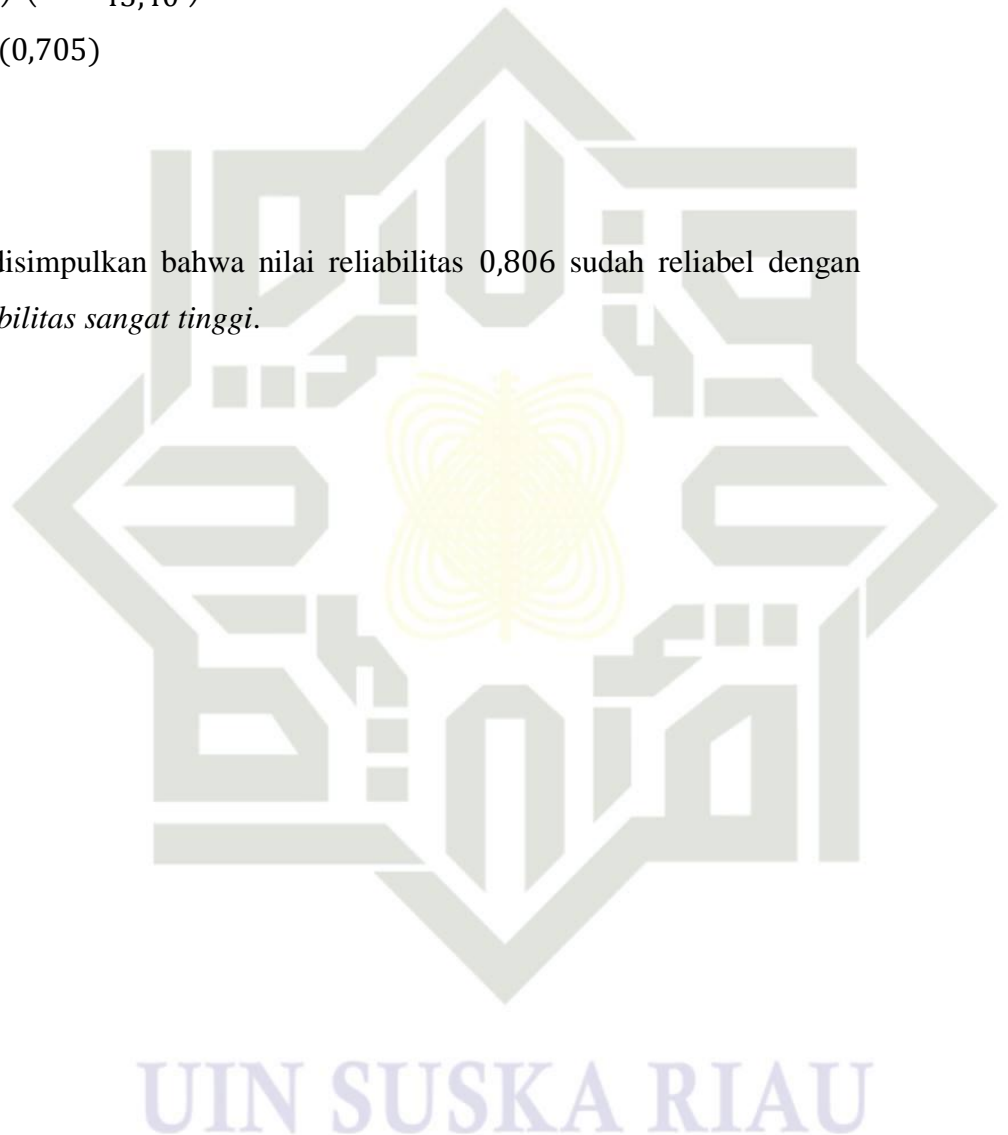 (0,705)
disimpulkan bahwa nilai reliabilitas 0,806 sudah reliabel dengan
bilitas sangat tinggi.
UIN SUSKA RIAU